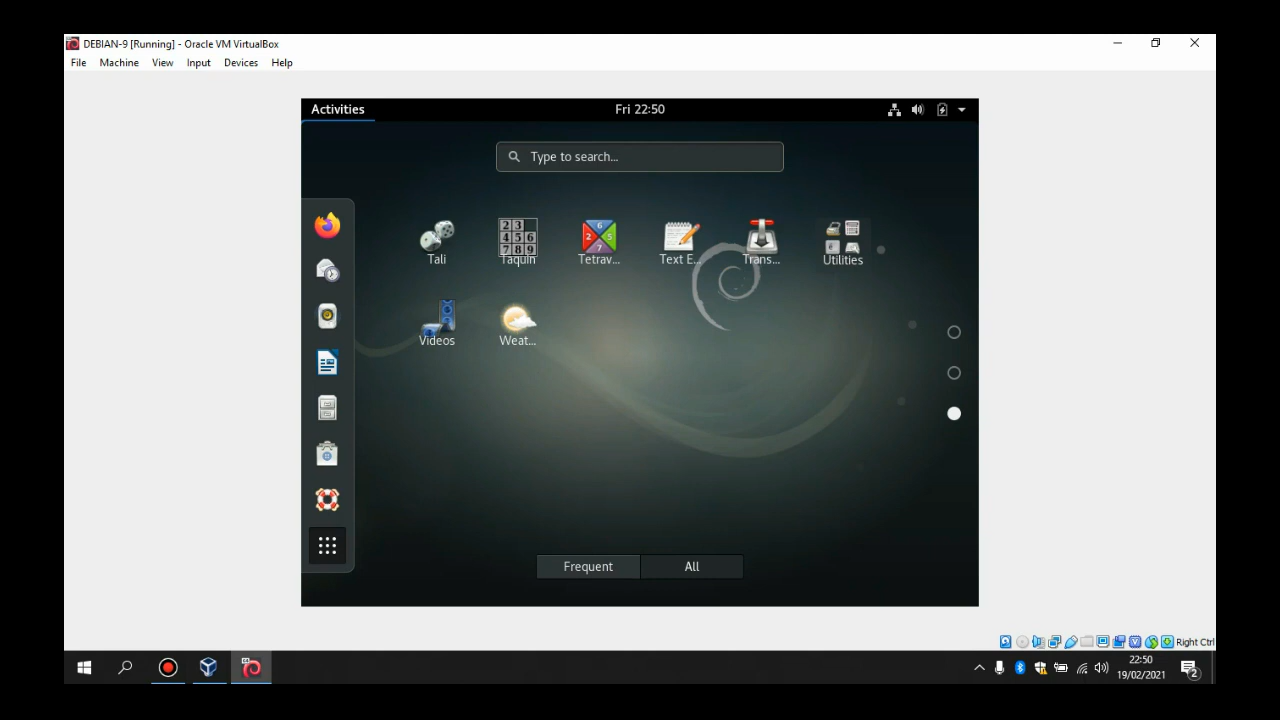 DEBIAN-9 [Running] - Oracle VM VirtualBox
File Machine View Input Devices Help
Activities Fri 22:50
Type to search...
Tali Taquin Tetrav... Text E... Trans... Utilities
Videos Weat...
Frequent All
Right Ctrl
22:50
19/02/2021